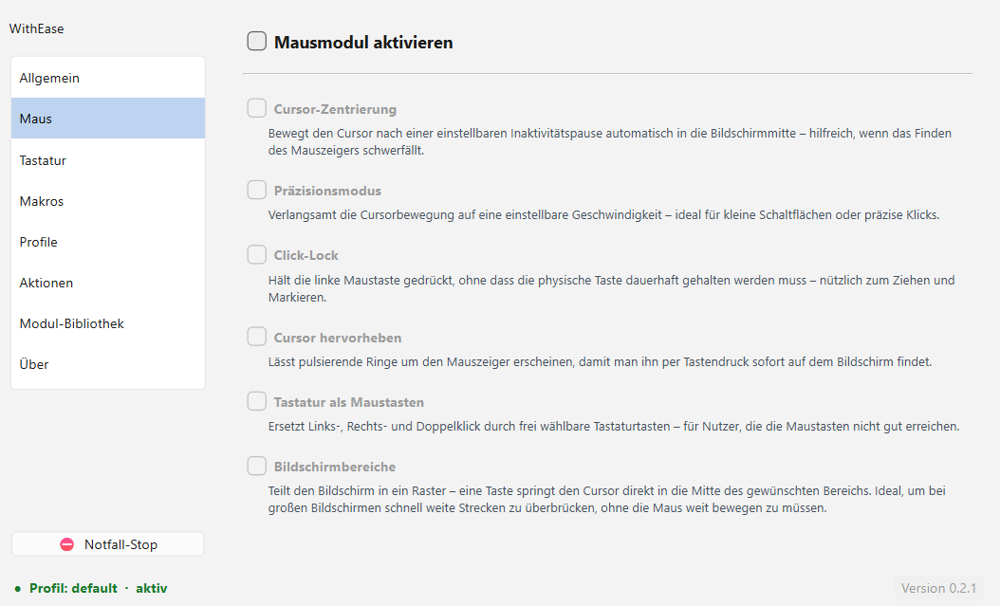 WithEase
Allgemein
Maus
Tastatur
Makros
Profile
Aktionen
Modul-Bibliothek
Über
Notfall-Stop
● Profil: default · aktiv
Mausmodul aktivieren
Cursor-Zentrierung
Bewegt den Cursor nach einer einstellbaren Inaktivitätspause automatisch in die Bildschirmmitte – hilfreich, wenn das Finden
des Mauszeigers schwerfällt.
Präzisionsmodus
Verlangsamt die Cursorbewegung auf eine einstellbare Geschwindigkeit – ideal für kleine Schaltflächen oder präzise Klicks.
Click-Lock
Hält die linke Maustaste gedrückt, ohne dass die physische Taste dauerhaft gehalten werden muss – nützlich zum Ziehen und
Markieren.
Cursor hervorheben
Lässt pulsierende Ringe um den Mauszeiger erscheinen, damit man ihn per Tastendruck sofort auf dem Bildschirm findet.
Tastatur als Maustasten
Ersetzt Links-, Rechts- und Doppelklick durch frei wählbare Tastaturtasten – für Nutzer, die die Maustasten nicht gut erreichen.
Bildschirmbereiche
Teilt den Bildschirm in ein Raster – eine Taste springt den Cursor direkt in die Mitte des gewünschten Bereichs. Ideal, um bei
großen Bildschirmen schnell weite Strecken zu überbrücken, ohne die Maus weit bewegen zu müssen.
Version 0.2.1